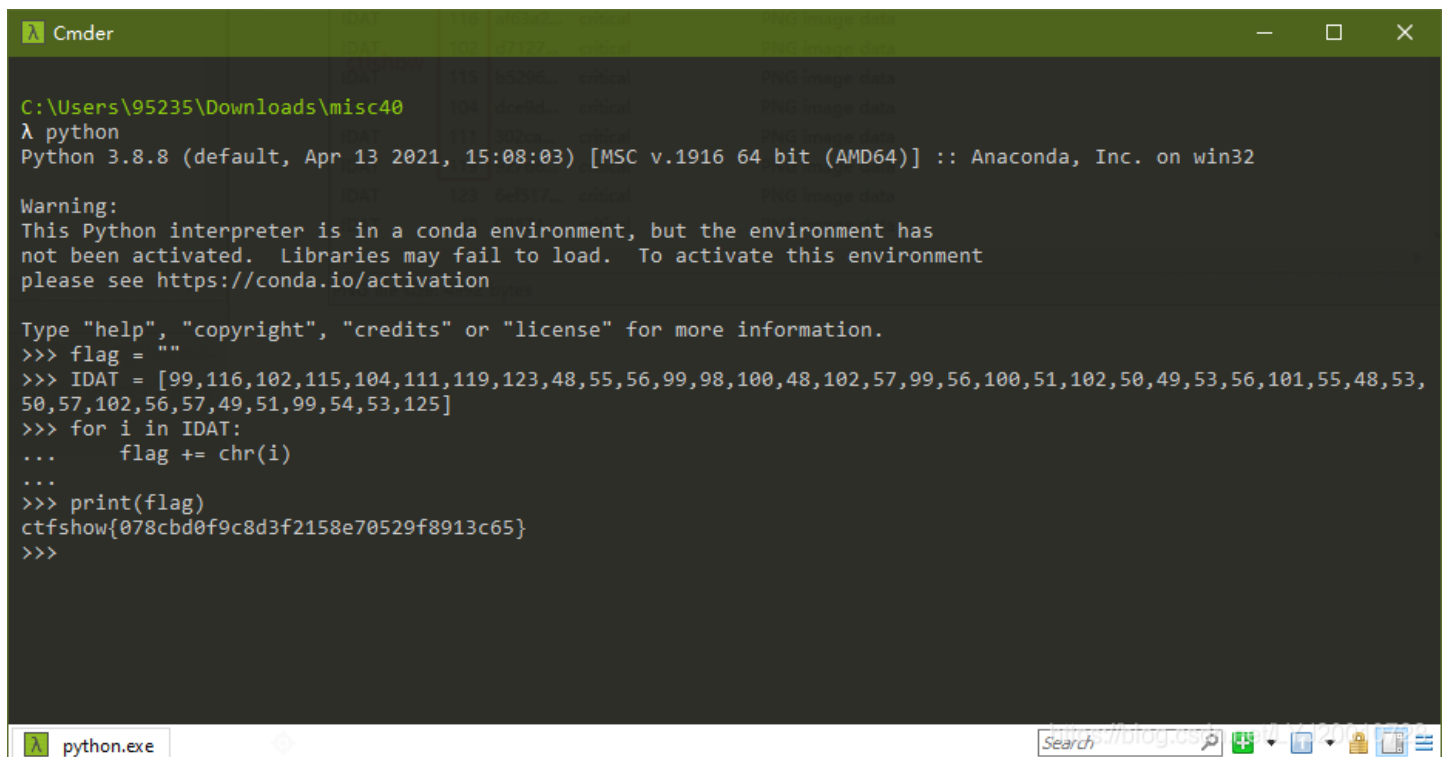 Cmder
C:\Users\95235\Downloads\misc40
λ python
Python 3.8.8 (default, Apr 13 2021, 15:08:03) [MSC v.1916 64 bit (AMD64)] :: Anaconda, Inc. on win32
Warning:
This Python interpreter is in a conda environment, but the environment has
not been activated.  Libraries may fail to load.  To activate this environment
please see https://conda.io/activation
Type "help", "copyright", "credits" or "license" for more information.
>>> flag = ""
>>> IDAT = [99,116,102,115,104,111,119,123,48,55,56,99,98,100,48,102,57,99,56,100,51,102,50,49,53,56,101,55,48,53,
50,57,102,56,57,49,51,99,54,53,125]
>>> for i in IDAT:
...     flag += chr(i)
...
>>> print(flag)
ctfshow{078cbd0f9c8d3f2158e70529f8913c65}
>>>
python.exe
Search